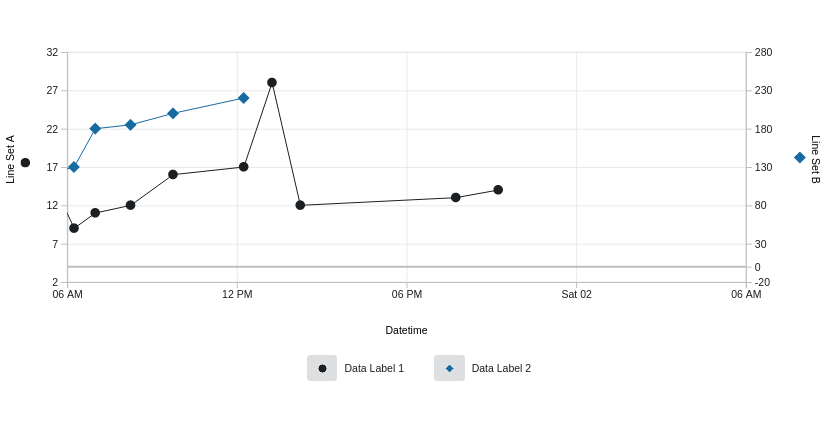 Line Set A
32
27
22
17
12
7
2
280
230
180
130
80
30
0
-20
Line Set B
06 AM
12 PM
06 PM
Sat 02
06 AM
Datetime
Data Label 1
Data Label 2